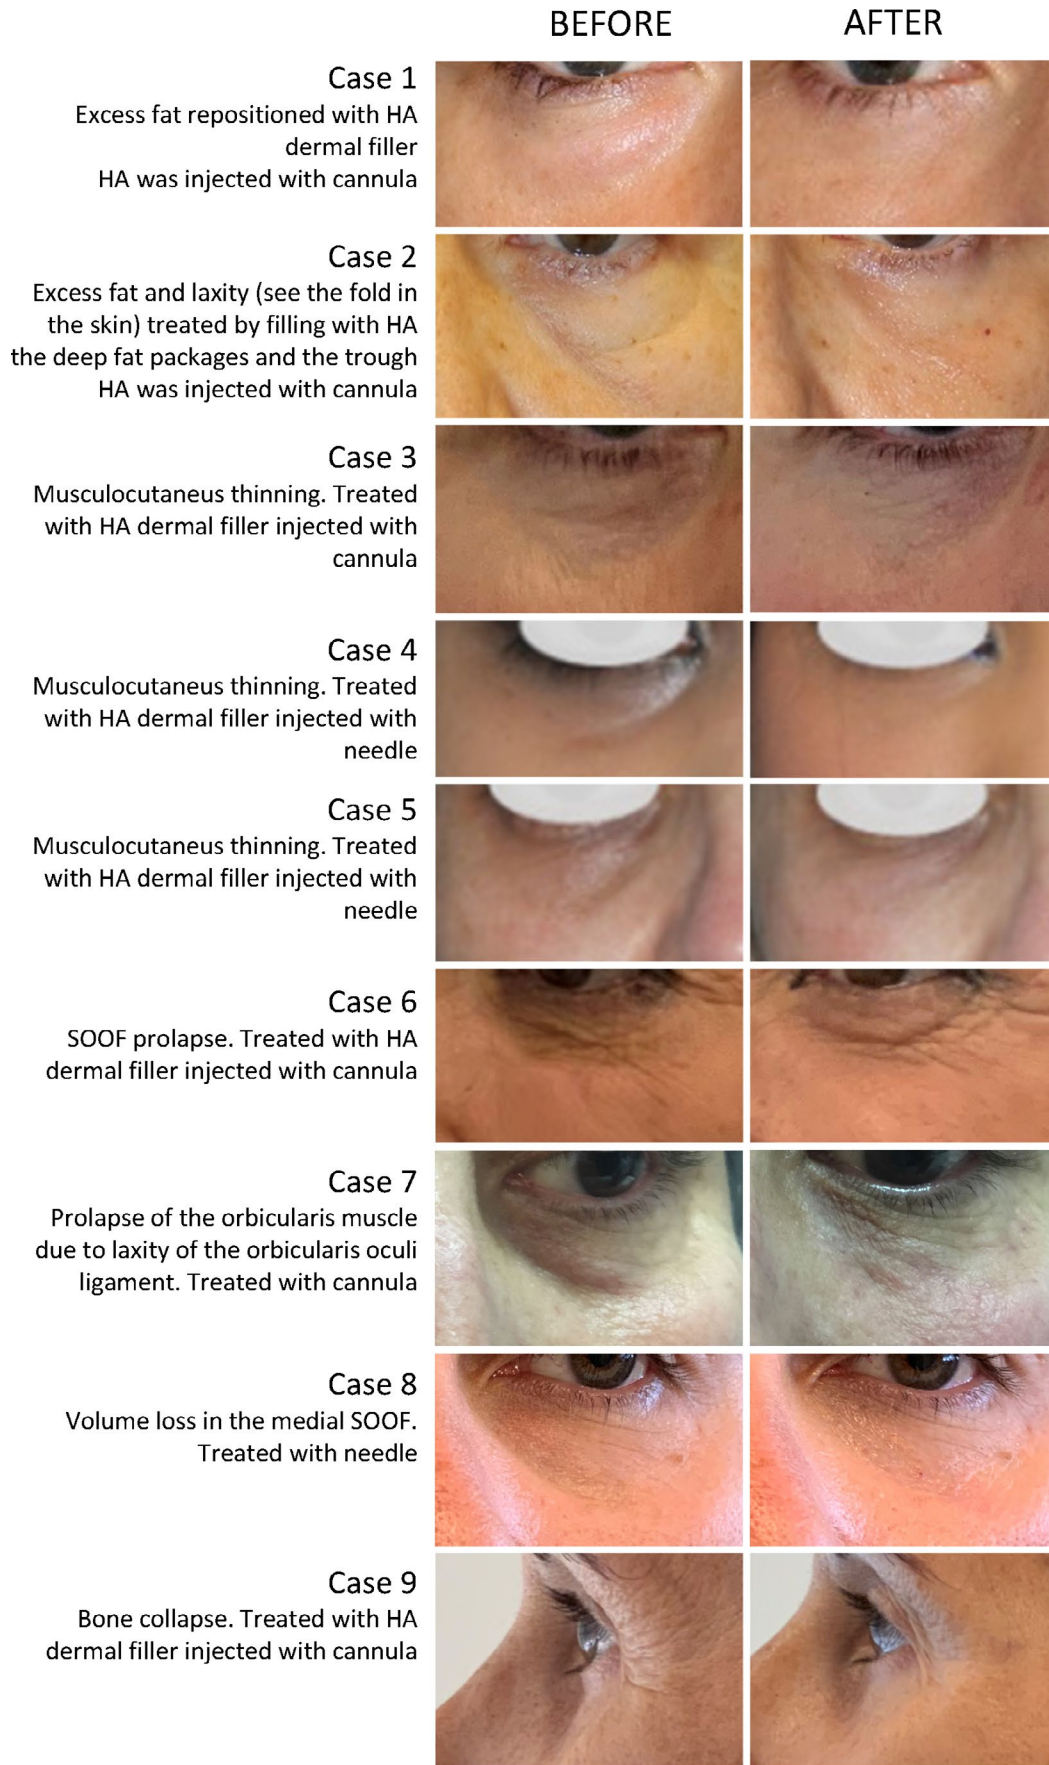 BEFORE
AFTER
Case 1
Excess fat repositioned with HA
dermal filler
HA was injected with cannula
Case 2
Excess fat and laxity (see the fold in
the skin) treated by filling with HA
the deep fat packages and the trough
HA was injected with cannula
Case 3
Musculocutaneus thinning. Treated
with HA dermal filler injected with
cannula
Case 4
Musculocutaneus thinning. Treated
with HA dermal filler injected with
needle
Case 5
Musculocutaneus thinning. Treated
with HA dermal filler injected with
needle
Case 6
SOOF prolapse. Treated with HA
dermal filler injected with cannula
Case 7
Prolapse of the orbicularis muscle
due to laxity of the orbicularis oculi
ligament. Treated with cannula
Case 8
Volume loss in the medial SOOF.
Treated with needle
Case 9
Bone collapse. Treated with HA
dermal filler injected with cannula